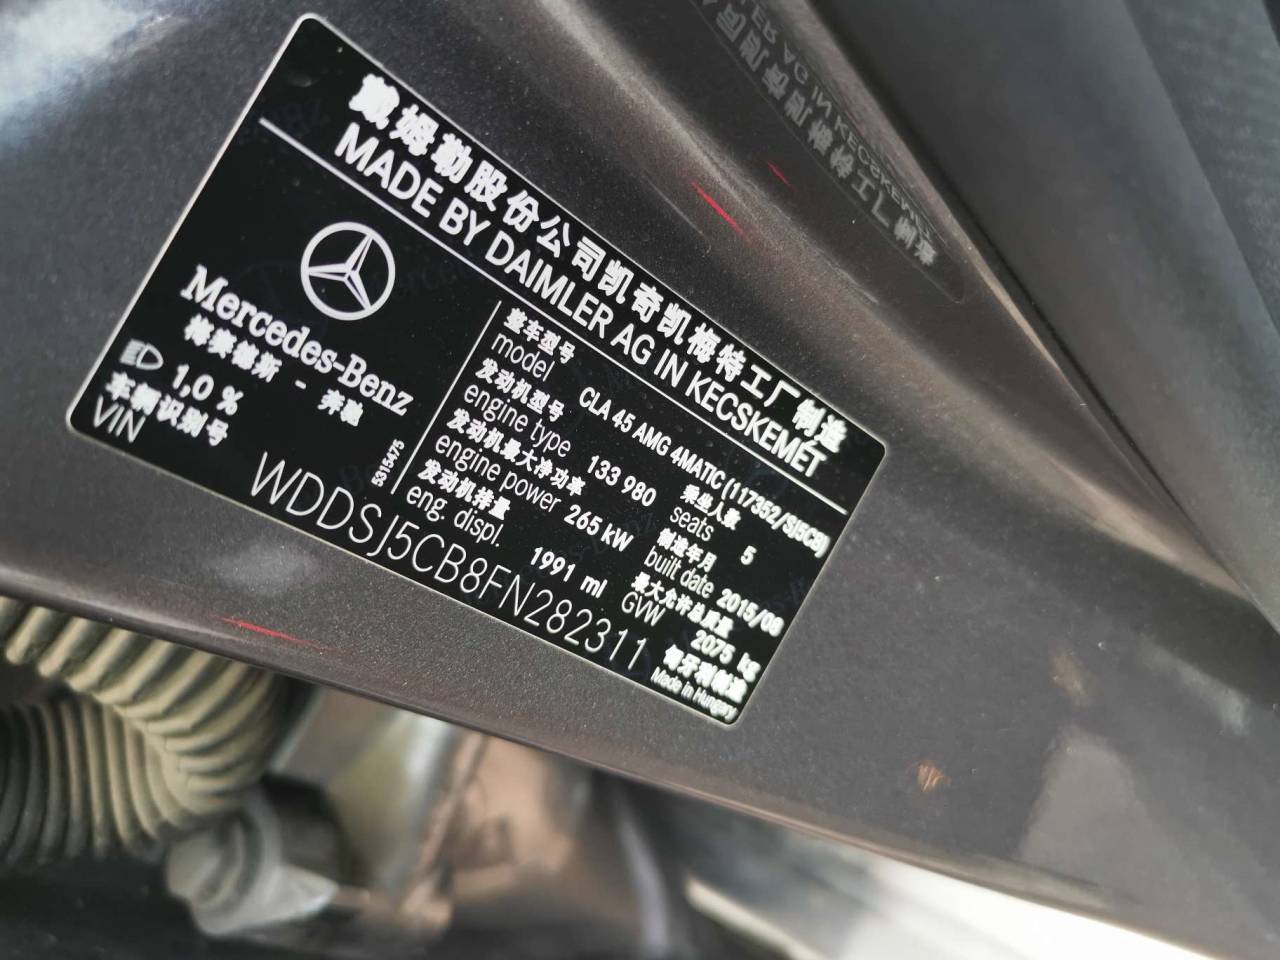 戴姆勒股份公司凯奇凯梅特工厂制造
MADE BY DAIMLER AG IN KECSKEMET
Mercedes-Benz
梅赛德斯 - 奔驰
1,0 %
车辆识别号
VIN
WDDSJ5CB8FN282311
5315475
整车型号
model CLA 45 AMG 4MATIC (117352/SJ5CB)
发动机型号
engine type 133 980
发动机最大净功率
engine power 265 kW
发动机排量
eng. displ. 1991 ml
乘坐人数
seats 5
制造年月
built date 2015/08
最大允许总质量
GVW 2075 kg
匈牙利制造
Made in Hungary